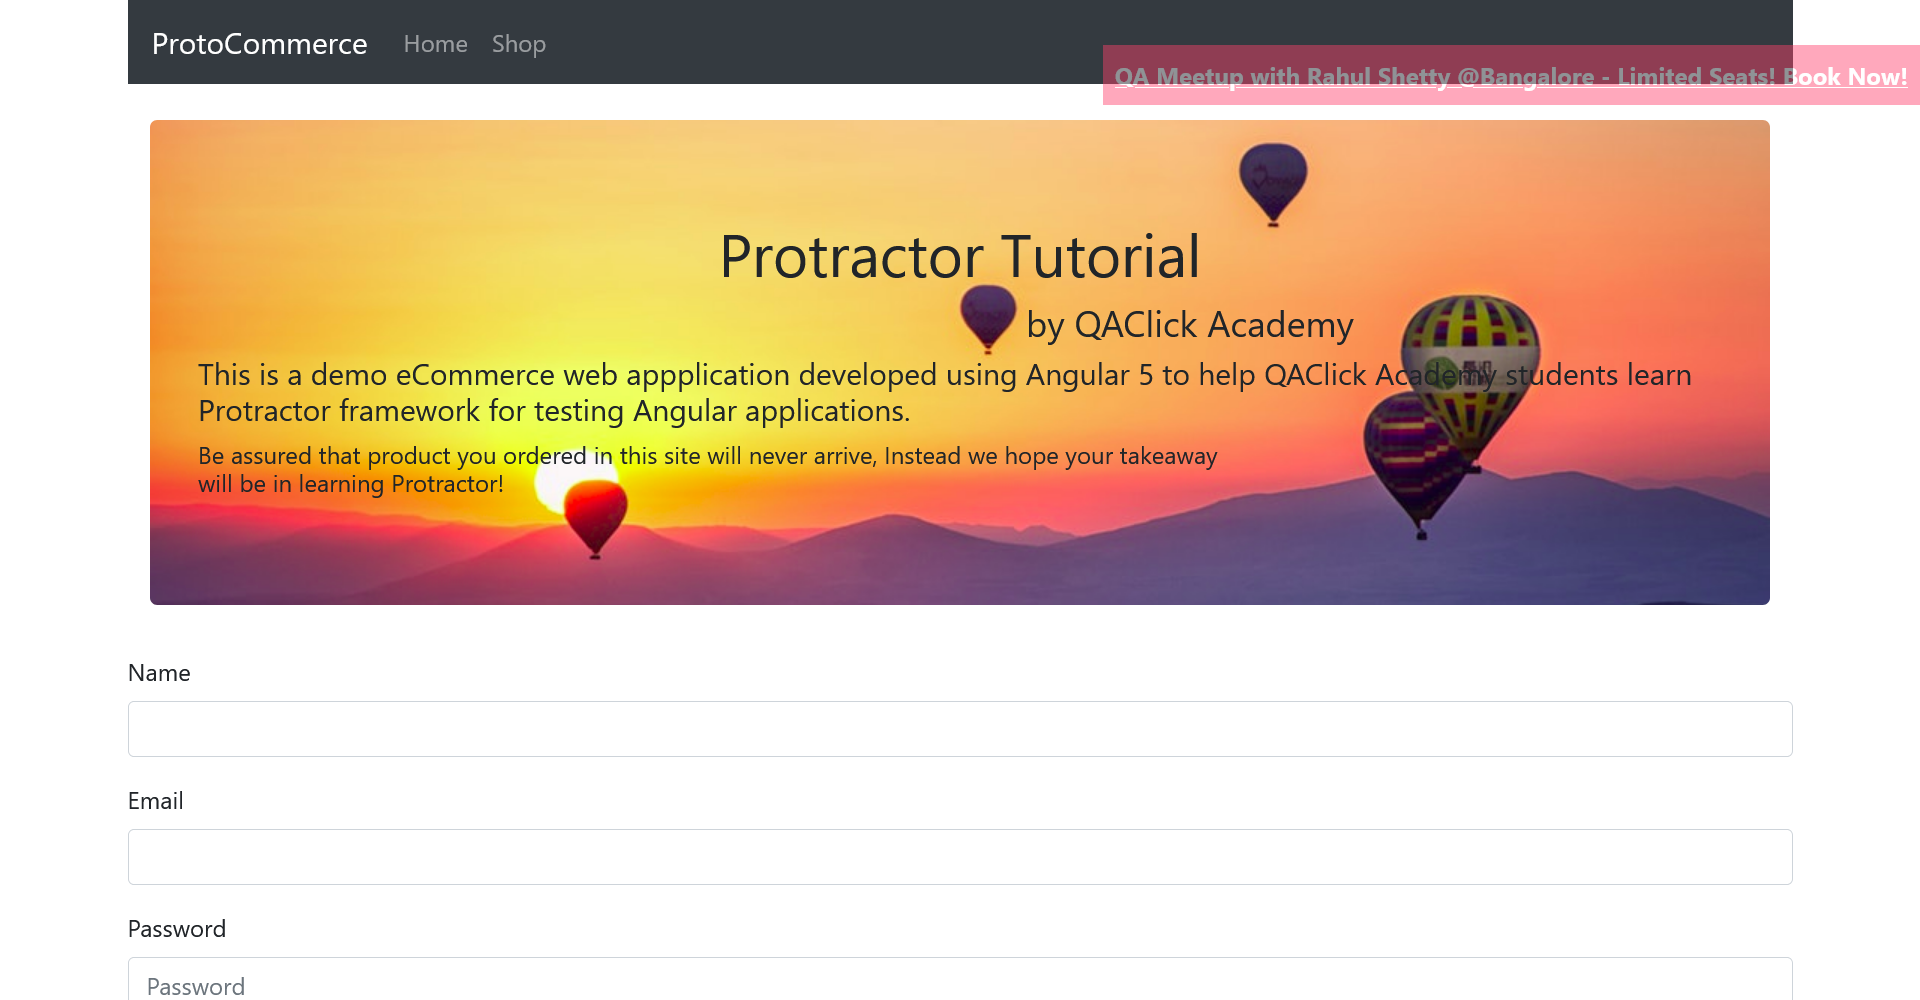 ProtoCommerce Home Shop
QA Meetup with Rahul Shetty @Bangalore - Limited Seats! Book Now!
Protractor Tutorial
by QAClick Academy
This is a demo eCommerce web appplication developed using Angular 5 to help QAClick Academy students learn
Protractor framework for testing Angular applications.
Be assured that product you ordered in this site will never arrive, Instead we hope your takeaway
will be in learning Protractor!
Name
Email
Password
Password